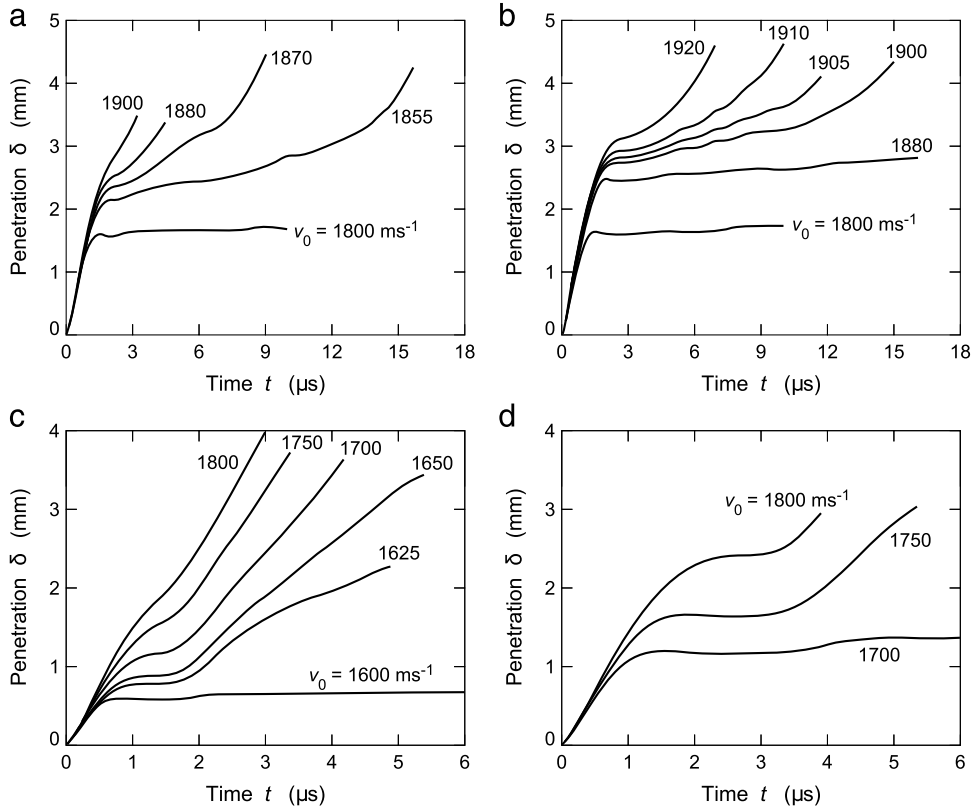 a
5
4
3
2
1
0
Penetration δ (mm)
1900
1880
1870
1855
v0 = 1800 ms-1
0 3 6 9 12 15 18
Time t (μs)
b
5
4
3
2
1
0
Penetration δ (mm)
1920
1910
1905
1900
1880
v0 = 1800 ms-1
0 3 6 9 12 15 18
Time t (μs)
c
4
3
2
1
0
Penetration δ (mm)
1800
1750
1700
1650
1625
v0 = 1600 ms-1
0 1 2 3 4 5 6
Time t (μs)
d
4
3
2
1
0
Penetration δ (mm)
v0 = 1800 ms-1
1750
1700
0 1 2 3 4 5 6
Time t (μs)